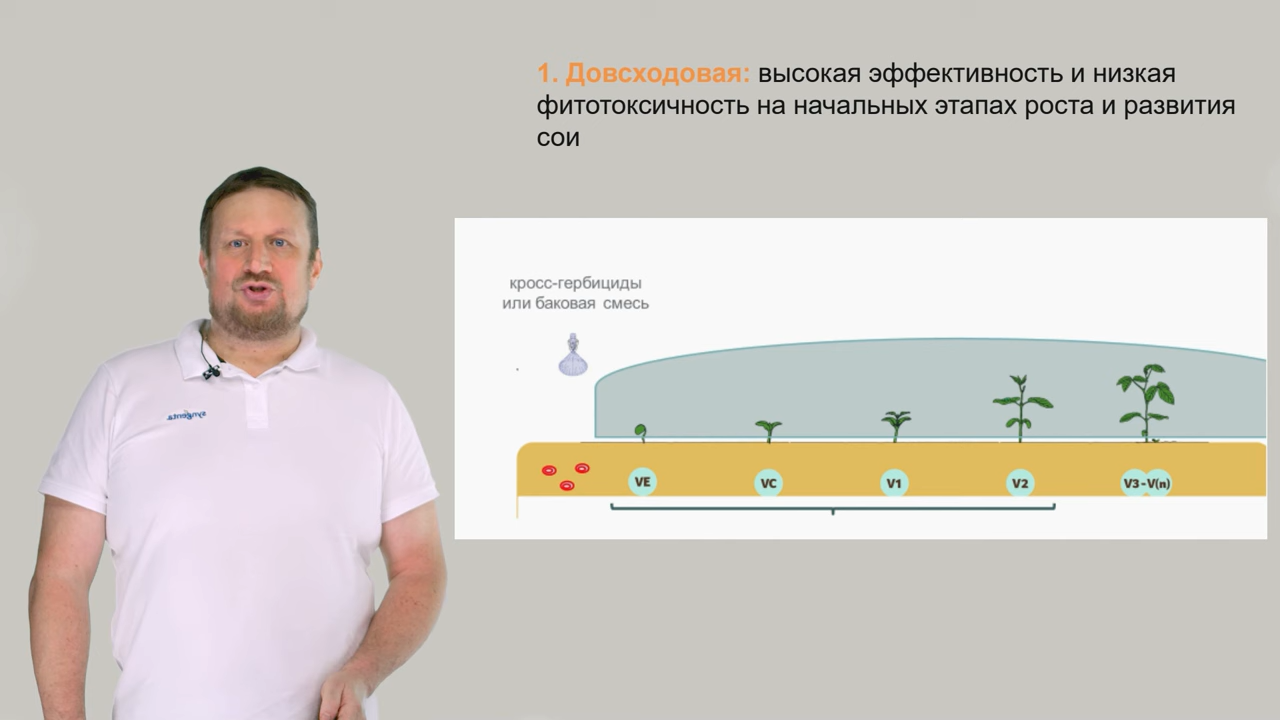 1. Довсходовая: высокая эффективность и низкая
фитотоксичность на начальных этапах роста и развития
сои
кросс-гербициды
или баковая смесь
syngenta
VE
VC
V1
V2
V3-V(n)